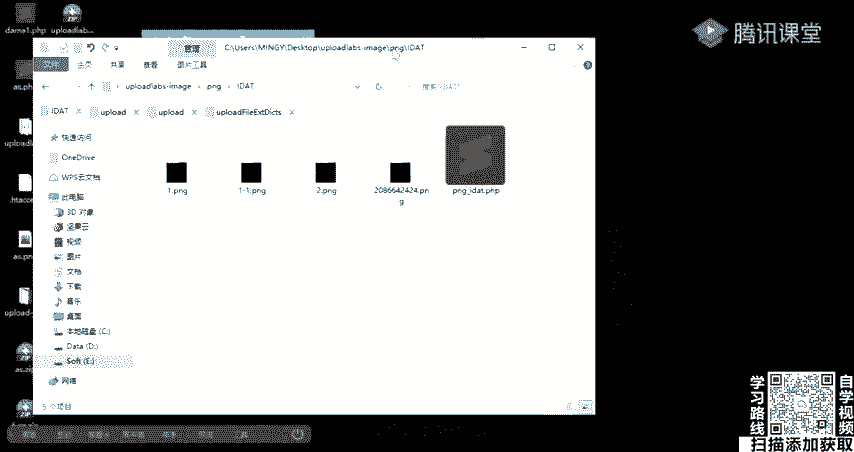 dama1.php
uploadlab...
腾讯课堂
管理
C:\Users\MINGY\Desktop\uploadlabs-image\png\IDAT
文件
主页
共享
查看
图片工具
uploadlabs-image > png > IDAT
IDAT
upload
upload
uploadFileExtDicts
快速访问
OneDrive
WPS云文档
此电脑
3D 对象
坚果云
视频
图片
文档
下载
音乐
桌面
本地磁盘 (C:)
Data (D:)
Soft (E:)
网络
1.png
1-1.png
2.png
2086642424.png
png_idat.php
5 个项目
学习路线
自学视频
扫描添加获取